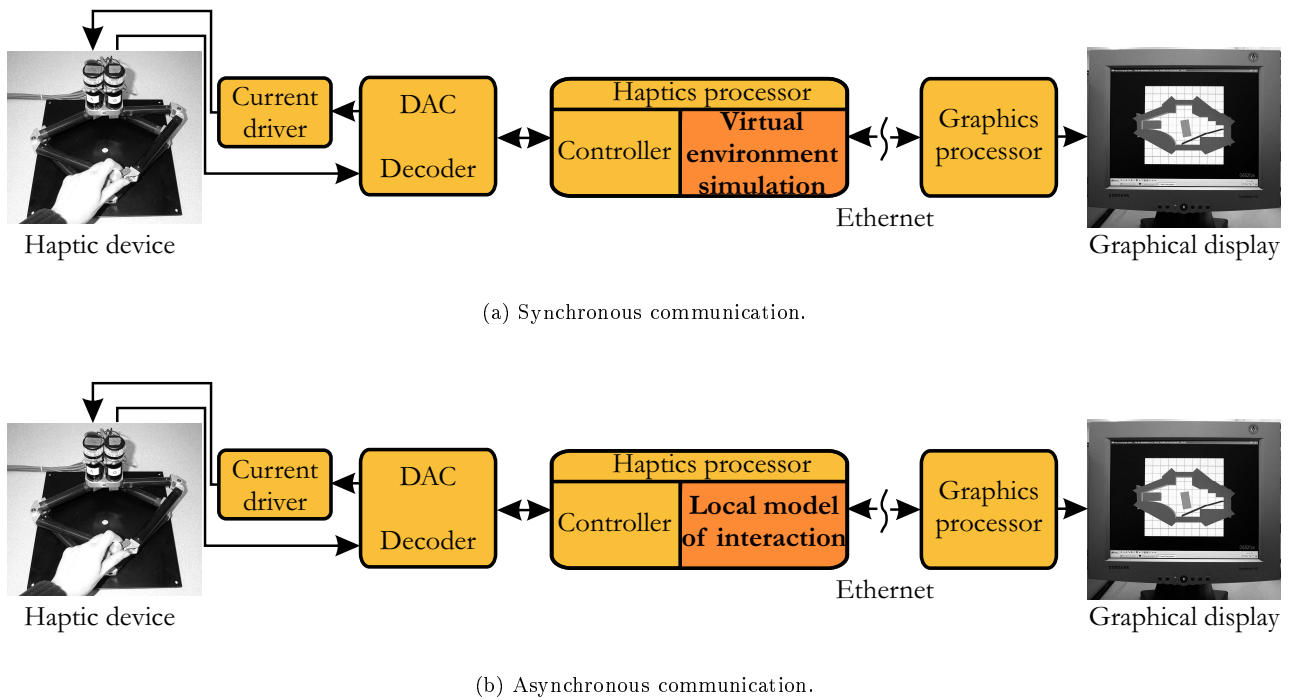 Current
driver
DAC
Decoder
Haptics processor
Controller
Virtual
environment
simulation
Ethernet
Graphics
processor
Haptic device
Graphical display
(a) Synchronous communication.
Current
driver
DAC
Decoder
Haptics processor
Controller
Local model
of interaction
Ethernet
Graphics
processor
Haptic device
Graphical display
(b) Asynchronous communication.